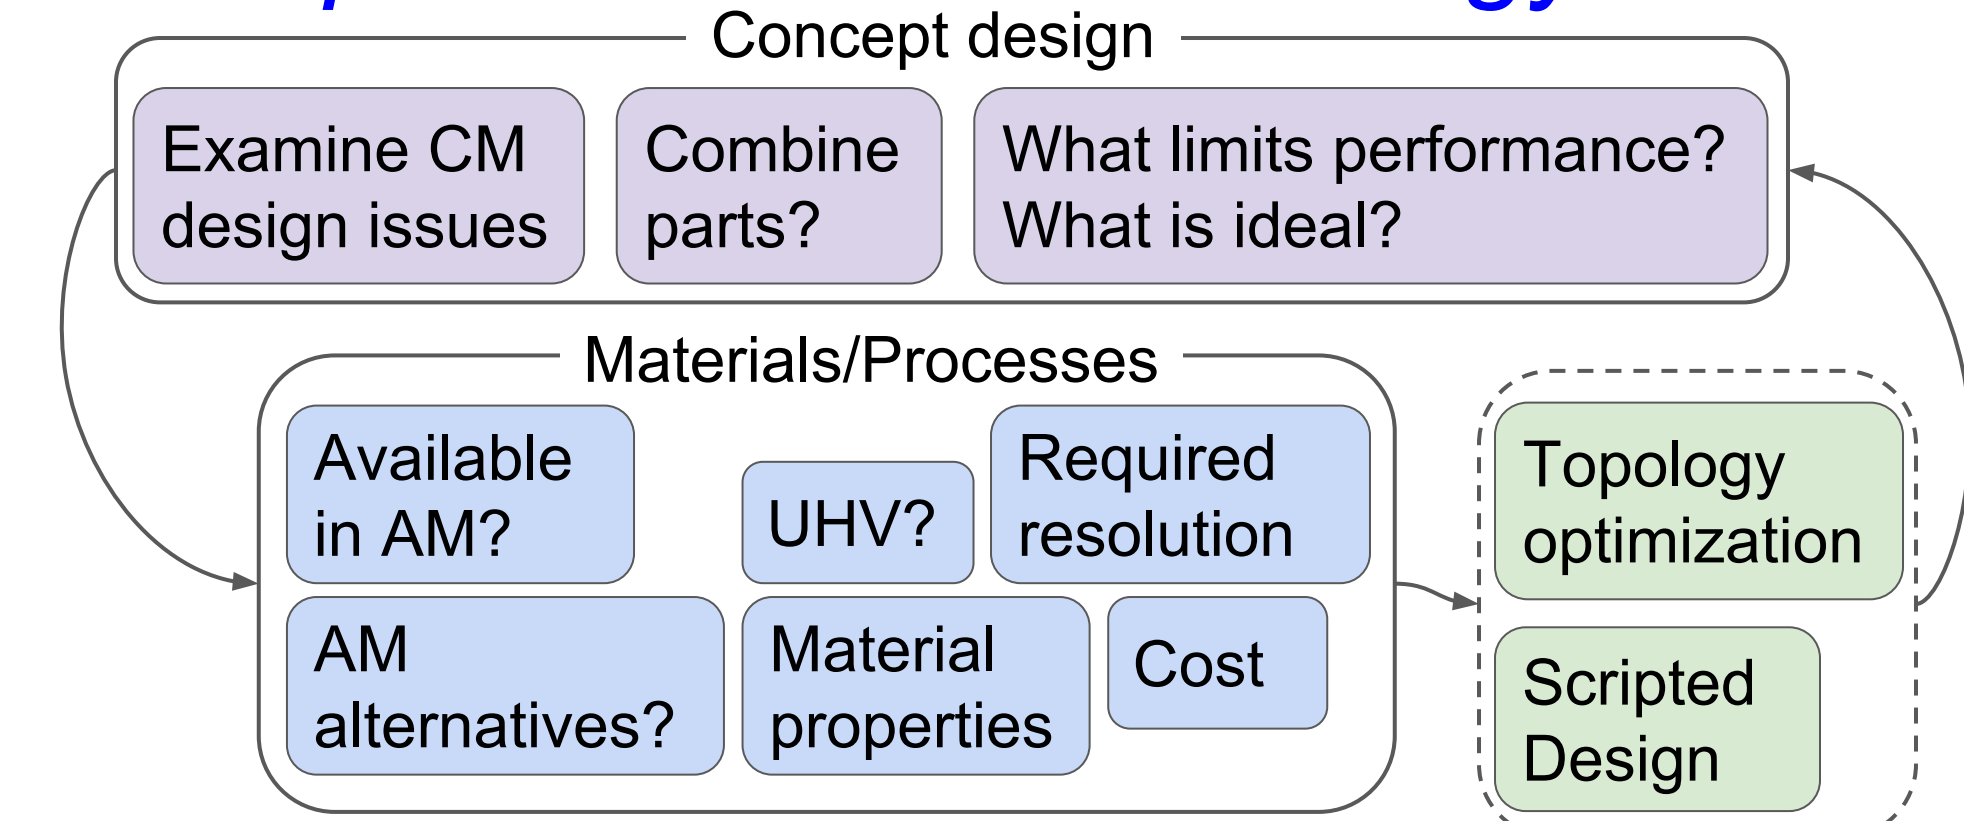 Concept design
Examine CM
design issues
Combine
parts?
What limits performance?
What is ideal?
Materials/Processes
Available
in AM?
UHV?
Required
resolution
AM
alternatives?
Material
properties
Cost
Topology
optimization
Scripted
Design